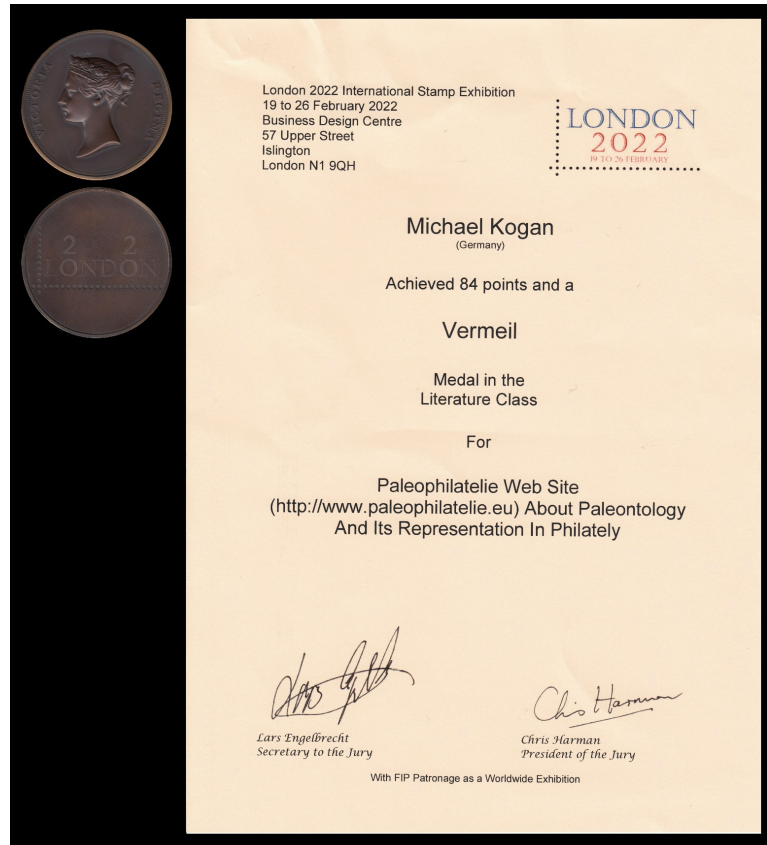 VICTORIA REGINA
2 2
LONDON
London 2022 International Stamp Exhibition
19 to 26 February 2022
Business Design Centre
57 Upper Street
Islington
London N1 9QH
LONDON
2022
19 TO 26 FEBRUARY
Michael Kogan
(Germany)
Achieved 84 points and a
Vermeil
Medal in the
Literature Class
For
Paleophilatelie Web Site
(http://www.paleophilatelie.eu) About Paleontology
And Its Representation In Philately
Chris Harman
Lars Engelbrecht
Secretary to the Jury
Chris Harman
President of the Jury
With FIP Patronage as a Worldwide Exhibition